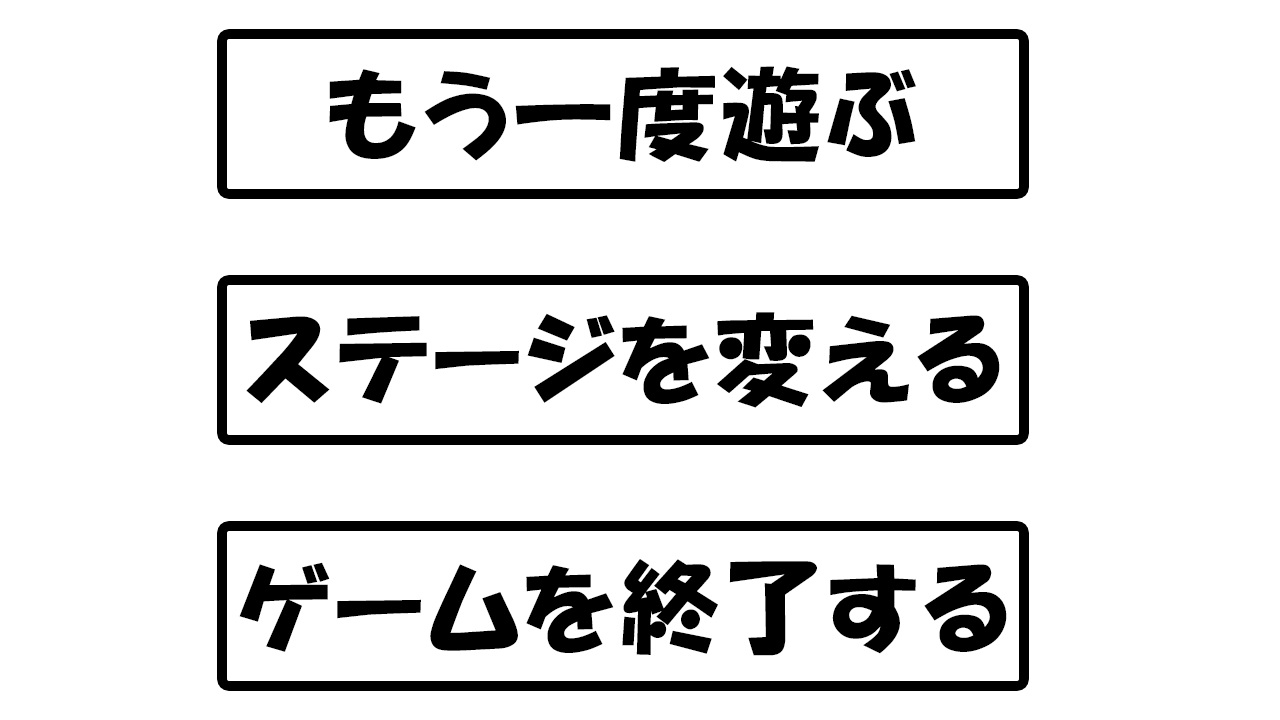 もう一度遊ぶ
ステージを変える
ゲームを終了する